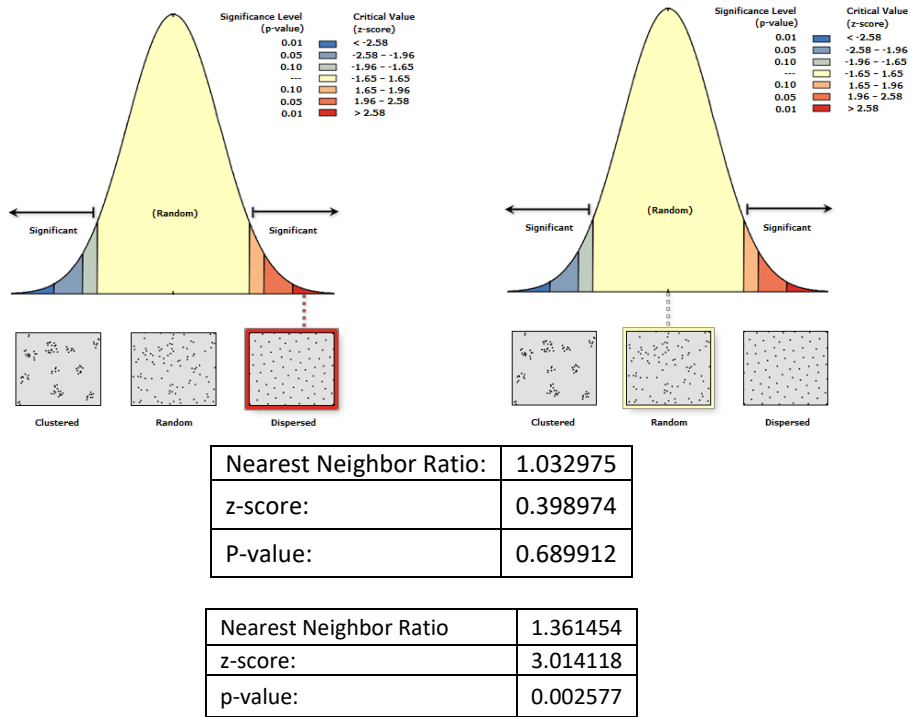 Significance Level (p-value) Critical Value (z-score)
0.01 < -2.58
0.05 -2.58 – -1.96
0.10 -1.96 – -1.65
--- -1.65 – 1.65
0.10 1.65 – 1.96
0.05 1.96 – 2.58
0.01 > 2.58
(Random)
Significant Significant
Clustered Random Dispersed
Significance Level (p-value) Critical Value (z-score)
0.01 < -2.58
0.05 -2.58 – -1.96
0.10 -1.96 – -1.65
--- -1.65 – 1.65
0.10 1.65 – 1.96
0.05 1.96 – 2.58
0.01 > 2.58
(Random)
Significant Significant
Clustered Random Dispersed
Nearest Neighbor Ratio: 1.032975
z-score: 0.398974
P-value: 0.689912
Nearest Neighbor Ratio 1.361454
z-score: 3.014118
p-value: 0.002577